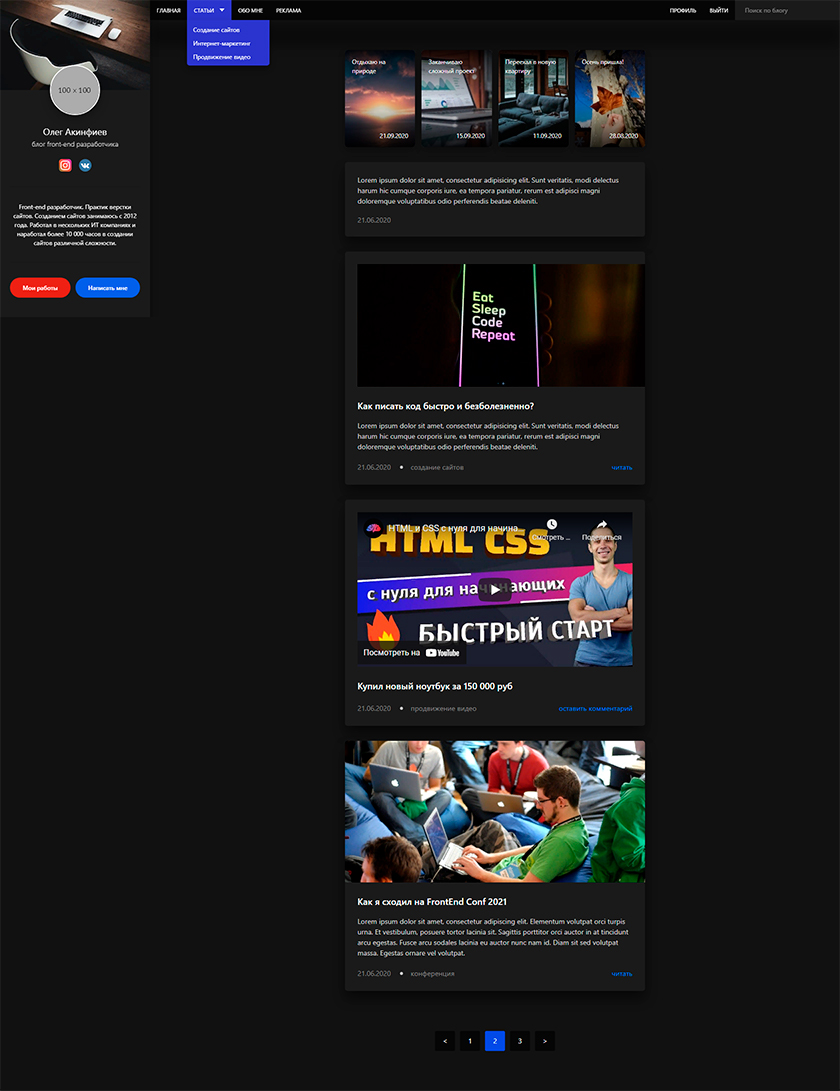 ГЛАВНАЯ
СТАТЬИ
ОБО МНЕ
РЕКЛАМА
ПРОФИЛЬ
ВЫЙТИ
Поиск по блогу
Создание сайтов
Интернет-маркетинг
Продвижение видео
100 × 100
Олег Акинфиев
блог front-end разработчика
Front-end разработчик. Практик верстки
сайтов. Созданием сайтов занимаюсь с 2012
года. Работал в нескольких ИТ компаниях и
наработал более 10 000 часов в создании
сайтов различной сложности.
Мои работы
Написать мне
Отдыхаю на
природе
21.09.2020
Заканчиваю
сложный проект
15.09.2020
Переехал в новую
квартиру
11.09.2020
Осень пришла!
28.08.2020
Lorem ipsum dolor sit amet, consectetur adipisicing elit. Sunt veritatis, modi delectus
harum hic cumque corporis iure, ea tempora pariatur, rerum est adipisci magni
doloremque voluptatibus odio perferendis beatae deleniti.
21.06.2020
Eat
Sleep
Code
Repeat
Как писать код быстро и безболезненно?
Lorem ipsum dolor sit amet, consectetur adipisicing elit. Sunt veritatis, modi delectus
harum hic cumque corporis iure, ea tempora pariatur, rerum est adipisci magni
doloremque voluptatibus odio perferendis beatae deleniti.
21.06.2020 • создание сайтов
читать
HTML и CSS с нуля для начина...
Смотреть ...
Поделиться
HTML CSS
с нуля для начинающих
БЫСТРЫЙ СТАРТ
Посмотреть на YouTube
Купил новый ноутбук за 150 000 руб
21.06.2020 • продвижение видео
оставить комментарий
Как я сходил на FrontEnd Conf 2021
Lorem ipsum dolor sit amet, consectetur adipiscing elit. Elementum volutpat orci turpis
urna. Et vestibulum, posuere tortor lacinia sit. Sagittis porttitor orci auctor in at tincidunt
arcu egestas. Fusce arcu sodales lacinia eu auctor nunc nam id. Diam sit sed volutpat
massa. Egestas ornare vel volutpat.
21.06.2020 • конференция
читать
< 1 2 3 >